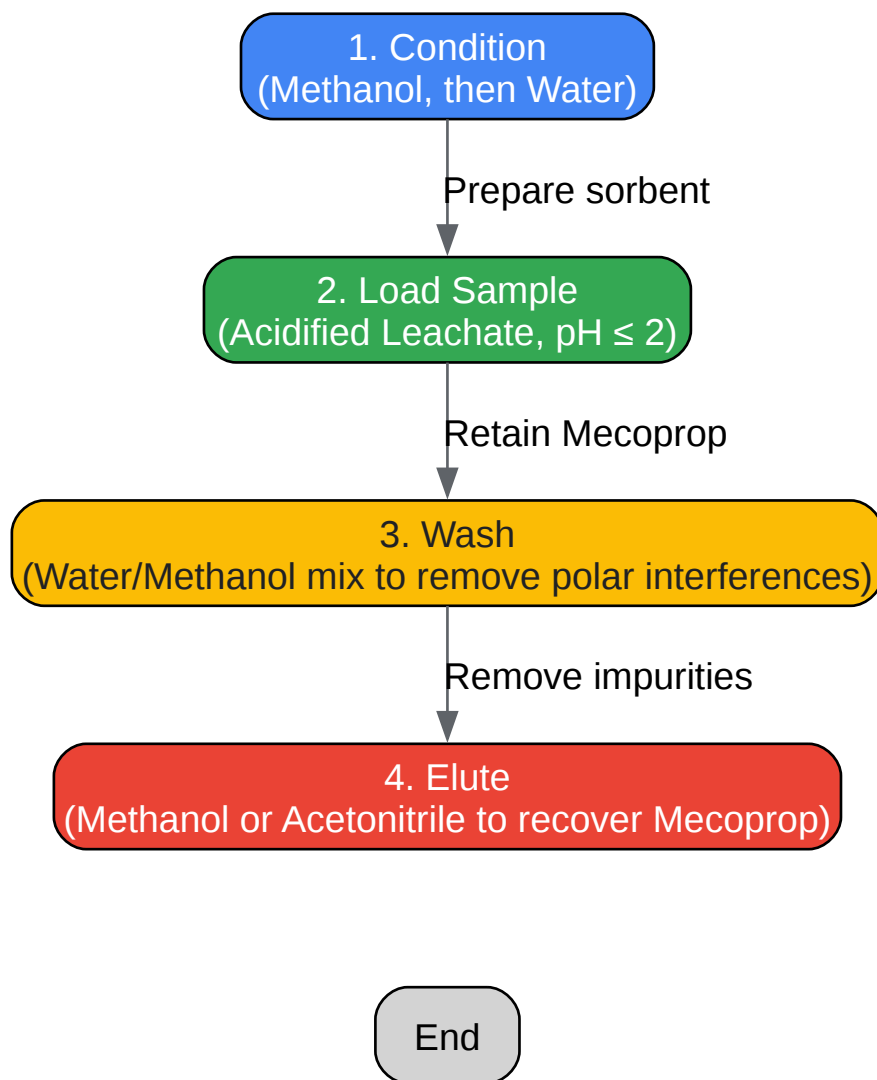 1. Condition
(Methanol, then Water)
Prepare sorbent
2. Load Sample
(Acidified Leachate, pH ≤ 2)
Retain Mecoprop
3. Wash
(Water/Methanol mix to remove polar interferences)
Remove impurities
4. Elute
(Methanol or Acetonitrile to recover Mecoprop)
End